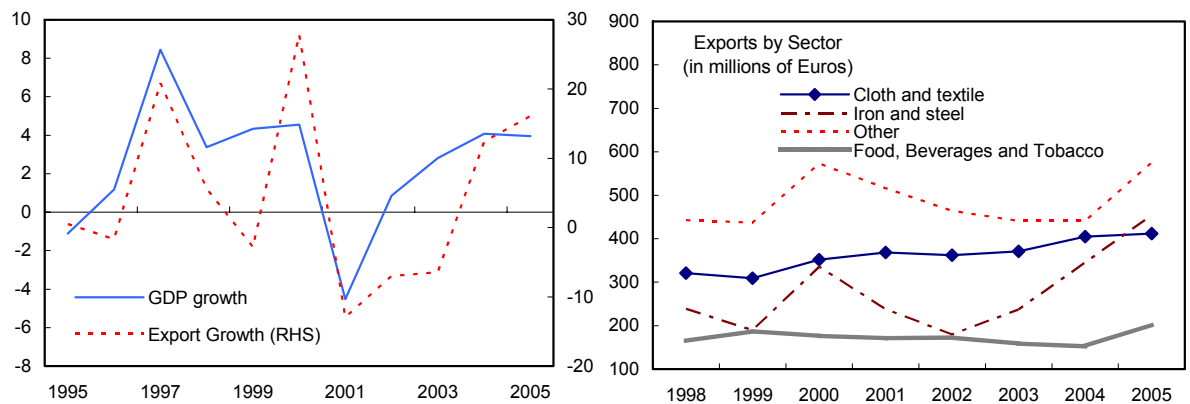 10
8
6
4
2
0
-2
-4
-6
-8
30
20
10
0
-10
-20
GDP growth
Export Growth (RHS)
1995 1997 1999 2001 2003 2005
900
800
700
600
500
400
300
200
100
Exports by Sector
(in millions of Euros)
Cloth and textile
Iron and steel
Other
Food, Beverages and Tobacco
1998 1999 2000 2001 2002 2003 2004 2005